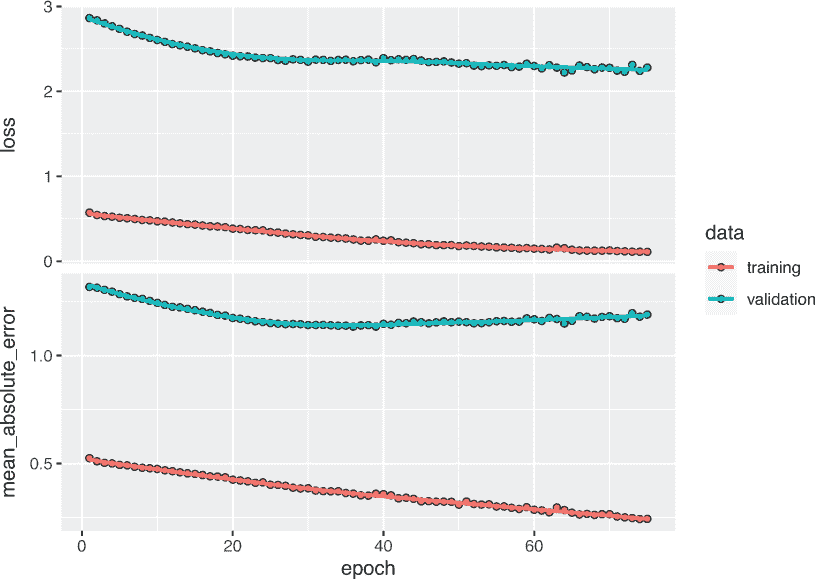 3
2
1
0
loss
1.0
0.5
mean_absolute_error
0
20
40
60
epoch
data
training
validation